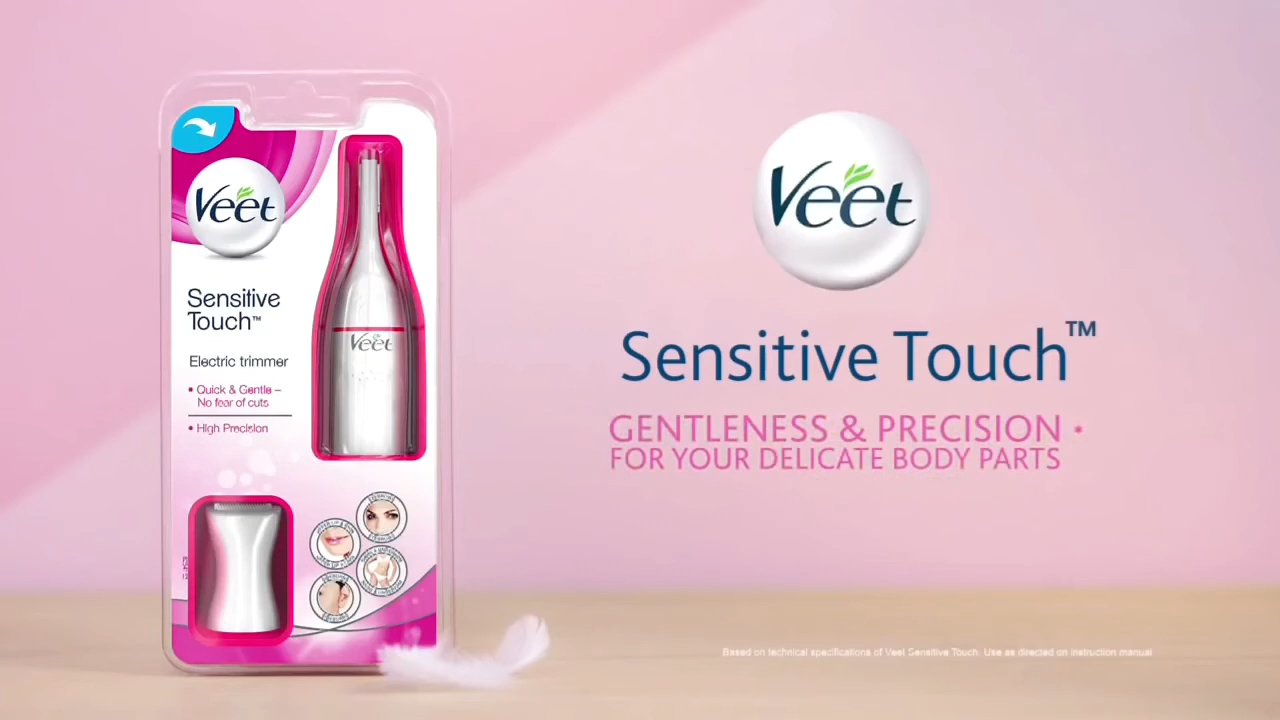 Veet
Sensitive
Touch™
Electric trimmer
• Quick & Gentle –
No fear of cuts
• High Precision
Veet
Veet
Sensitive Touch™
GENTLENESS & PRECISION *
FOR YOUR DELICATE BODY PARTS
Based on technical specifications of Veet Sensitive Touch. Use as directed on instruction manual